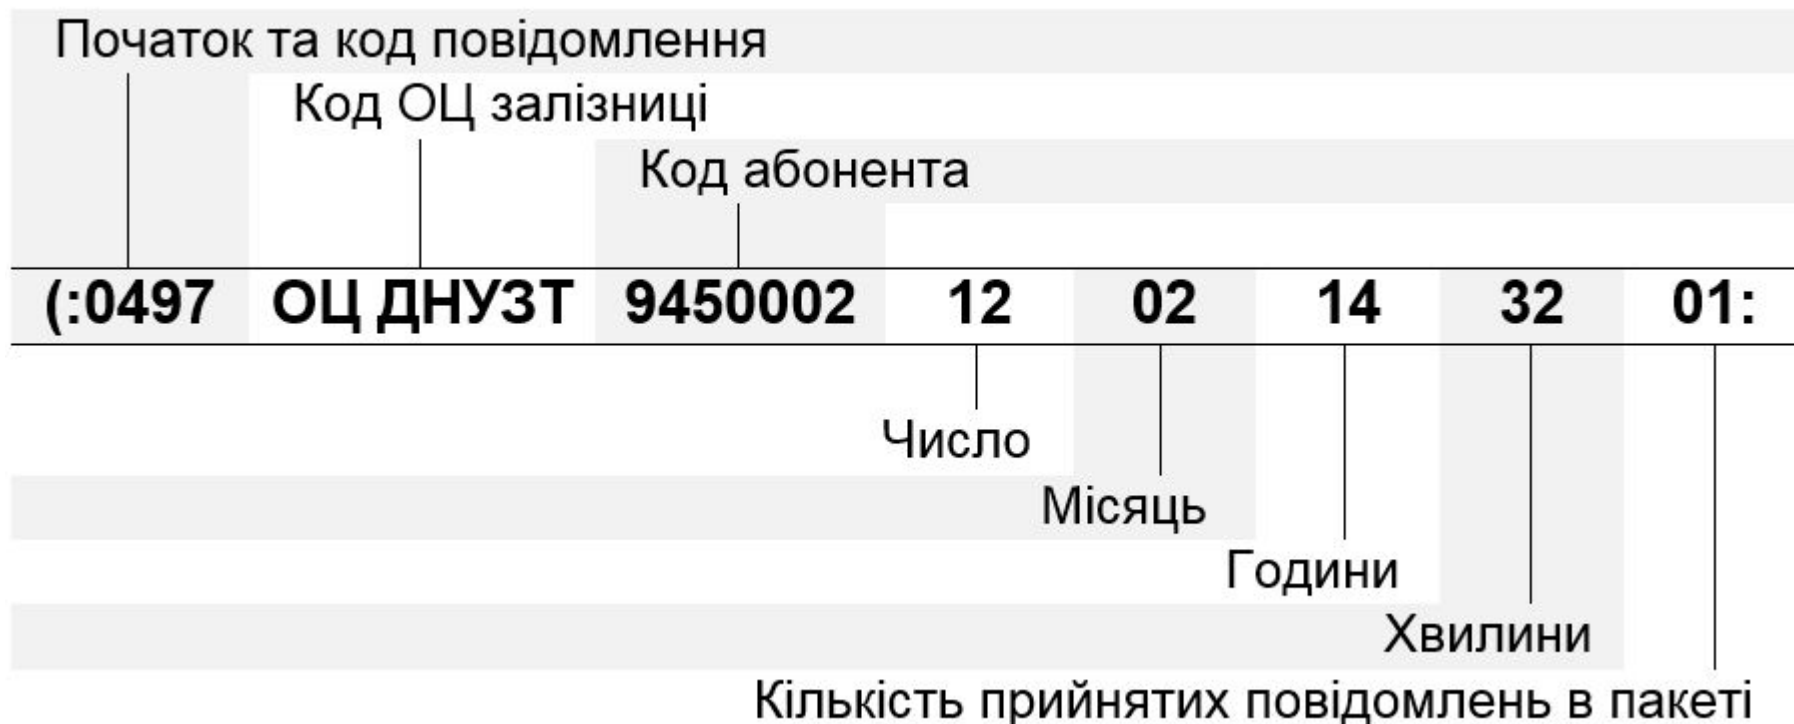 Початок та код повідомлення
Код ОЦ залізниці
Код абонента
(:0497 ОЦ ДНУЗТ 9450002 12 02 14 32 01:
Число
Місяць
Години
Хвилини
Кількість прийнятих повідомлень в пакеті